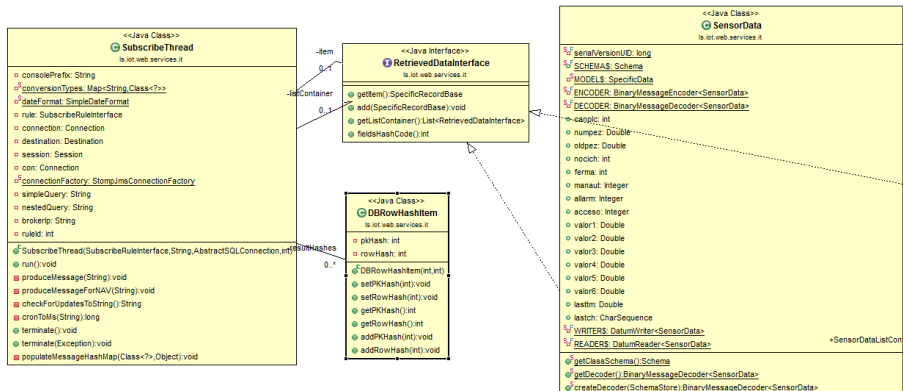 <<Java Class>>
SubscribeThread
ls.iot.web.services.it
consolePrefix: String
conversionTypes: Map<String,Class<?>>
dateFormat: SimpleDateFormat
rule: SubscribeRuleInterface
connection: Connection
destination: Destination
session: Session
con: Connection
connectionFactory: StompJmsConnectionFactory
simpleQuery: String
nestedQuery: String
brokerIp: String
ruleId: int
SubscribeThread(SubscribeRuleInterface,String,AbstractSQLConnection,int)
run():void
produceMessage(String):void
produceMessageForNAV(String):void
checkForUpdatesToString():String
cronToMs(String):long
terminate():void
terminate(Exception):void
populateMessageHashMap(Class<?>,Object):void
-item
0..1
-listContainer
0..1
-resultHashes
0..*
<<Java Interface>>
RetrievedDataInterface
ls.iot.web.services.it
getItem():SpecificRecordBase
add(SpecificRecordBase):void
getListContainer():List<RetrievedDataInterface>
fieldsHashCode():int
<<Java Class>>
DBRowHashItem
ls.iot.web.services.it
pkHash: int
rowHash: int
DBRowHashItem(int,int)
setPKHash(int):void
setRowHash(int):void
getPKHash():int
getRowHash():int
addPKHash(int):void
addRowHash(int):void
<<Java Class>>
SensorData
ls.iot.web.services.it
serialVersionUID: long
SCHEMA$: Schema
MODEL$: SpecificData
ENCODER: BinaryMessageEncoder<SensorData>
DECODER: BinaryMessageDecoder<SensorData>
canplc: int
numpez: Double
oldpez: Double
nocich: int
ferma: int
manaut: Integer
allarm: Integer
acceso: Integer
valor1: Double
valor2: Double
valor3: Double
valor4: Double
valor5: Double
valor6: Double
lasttm: Double
lastch: CharSequence
WRITER$: DatumWriter<SensorData>
READER$: DatumReader<SensorData>
+SensorDataListCont
getClassSchema():Schema
getDecoder():BinaryMessageDecoder<SensorData>
createDecoder(SchemaStore):BinaryMessageDecoder<SensorData>